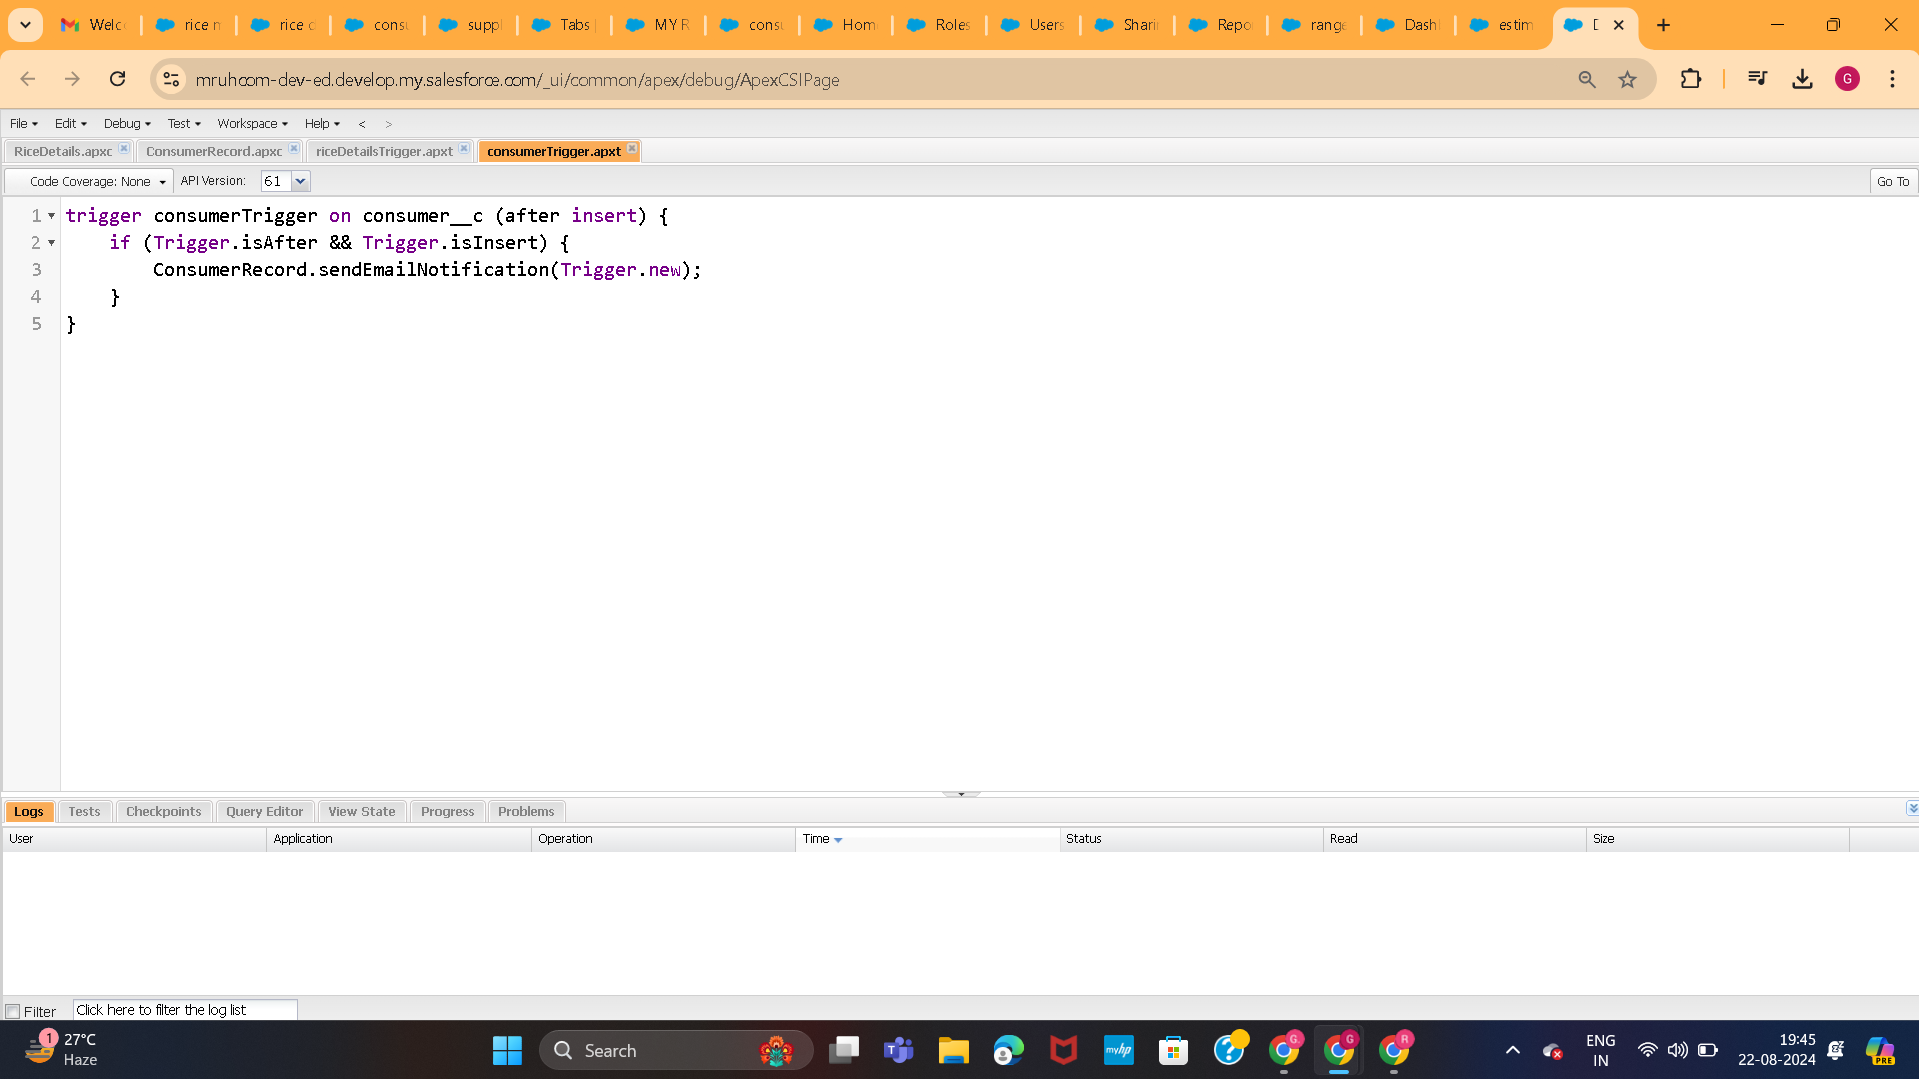 Welc
rice n
rice c
consu
suppl
Tabs
MY R
consu
Hom
Roles
Users
Sharin
Repo
range
Dash
estim
D
mruhcom-dev-ed.develop.my.salesforce.com/_ui/common/apex/debug/ApexCSIPage
G
File Edit Debug Test Workspace Help < >
RiceDetails.apxc ConsumerRecord.apxc riceDetailsTrigger.apxt consumerTrigger.apxt
Code Coverage: None API Version: 61 Go To
1 trigger consumerTrigger on consumer__c (after insert) {
2 if (Trigger.isAfter && Trigger.isInsert) {
3 ConsumerRecord.sendEmailNotification(Trigger.new);
4 }
5 }
Logs Tests Checkpoints Query Editor View State Progress Problems
User Application Operation Time Status Read Size
Filter Click here to filter the log list
1
27°C
Haze
Search
myhp
G
G
R
ENG
IN
19:45
22-08-2024
PRE